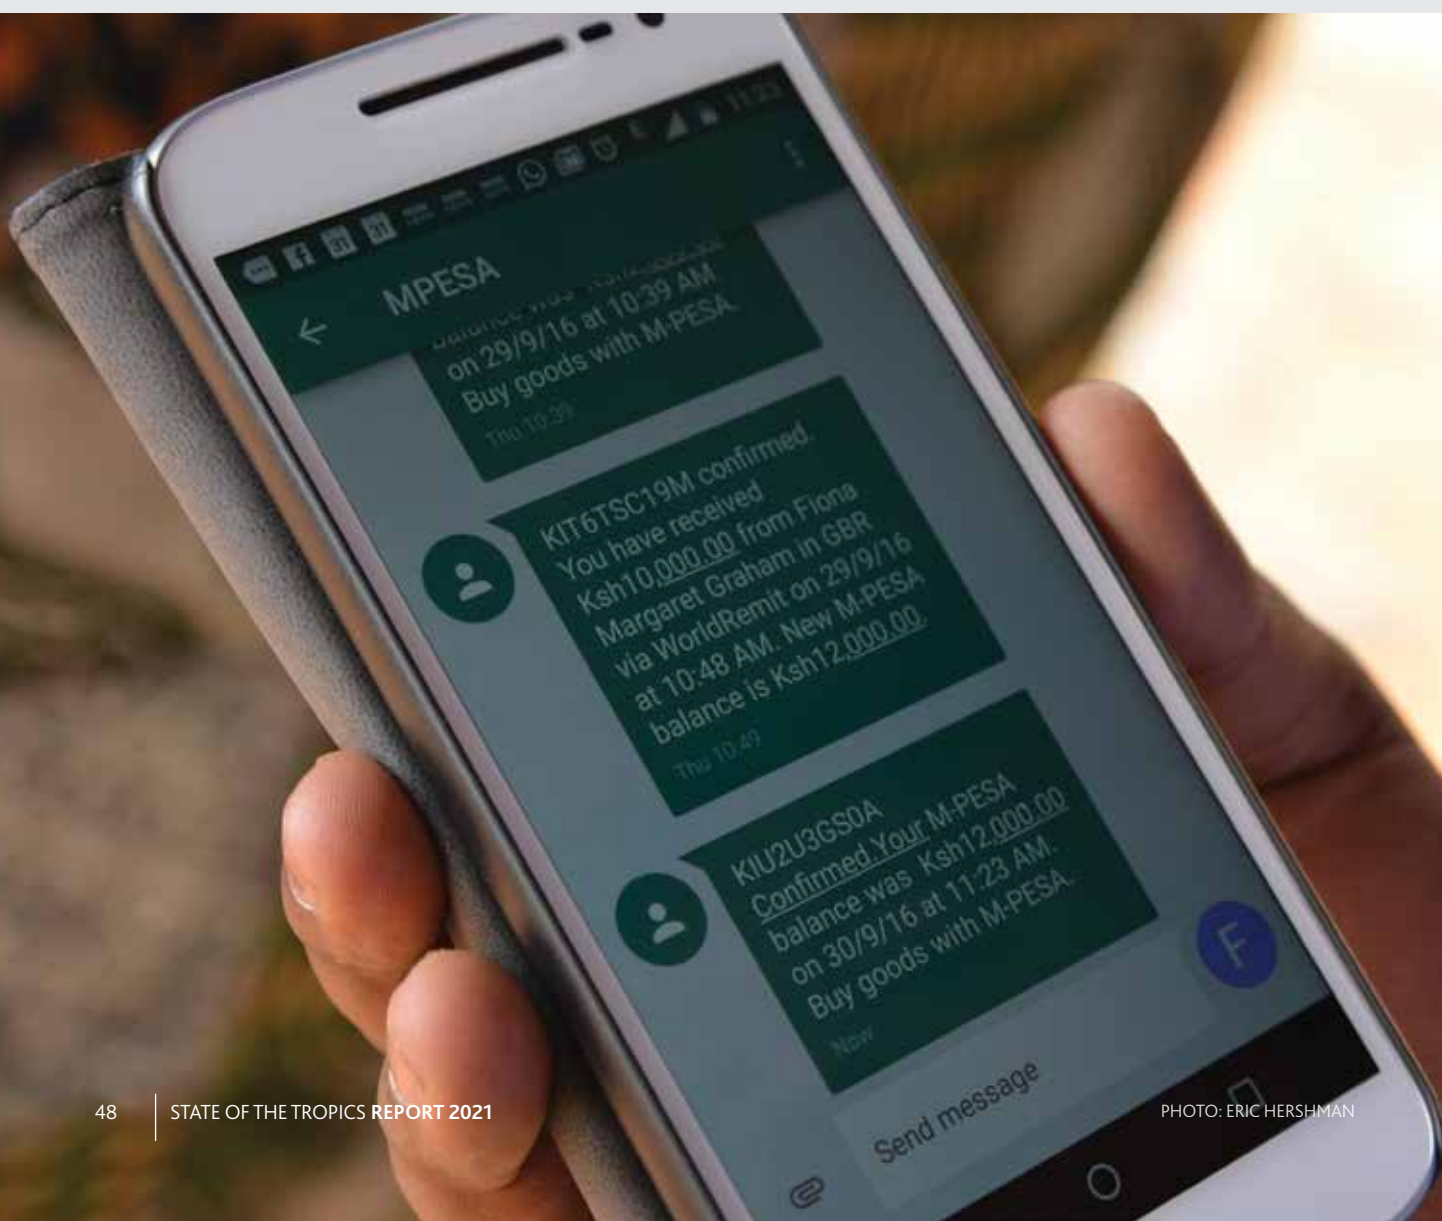 11:23
31
31
MPESA
on 29/9/16 at 10:39 AM.
Buy goods with M-PESA.
Thu 10:39
KIT6TSC19M confirmed.
You have received
Ksh10,000.00 from Fiona
Margaret Graham in GBR
via WorldRemit on 29/9/16
at 10:48 AM. New M-PESA
balance is Ksh12,000.00.
Thu 10:49
KIU2U3GS0A
Confirmed.Your M-PESA
balance was Ksh12,000.00
on 30/9/16 at 11:23 AM.
Buy goods with M-PESA.
Now
F
Send message
48
STATE OF THE TROPICS REPORT 2021
PHOTO: ERIC HERSHMAN